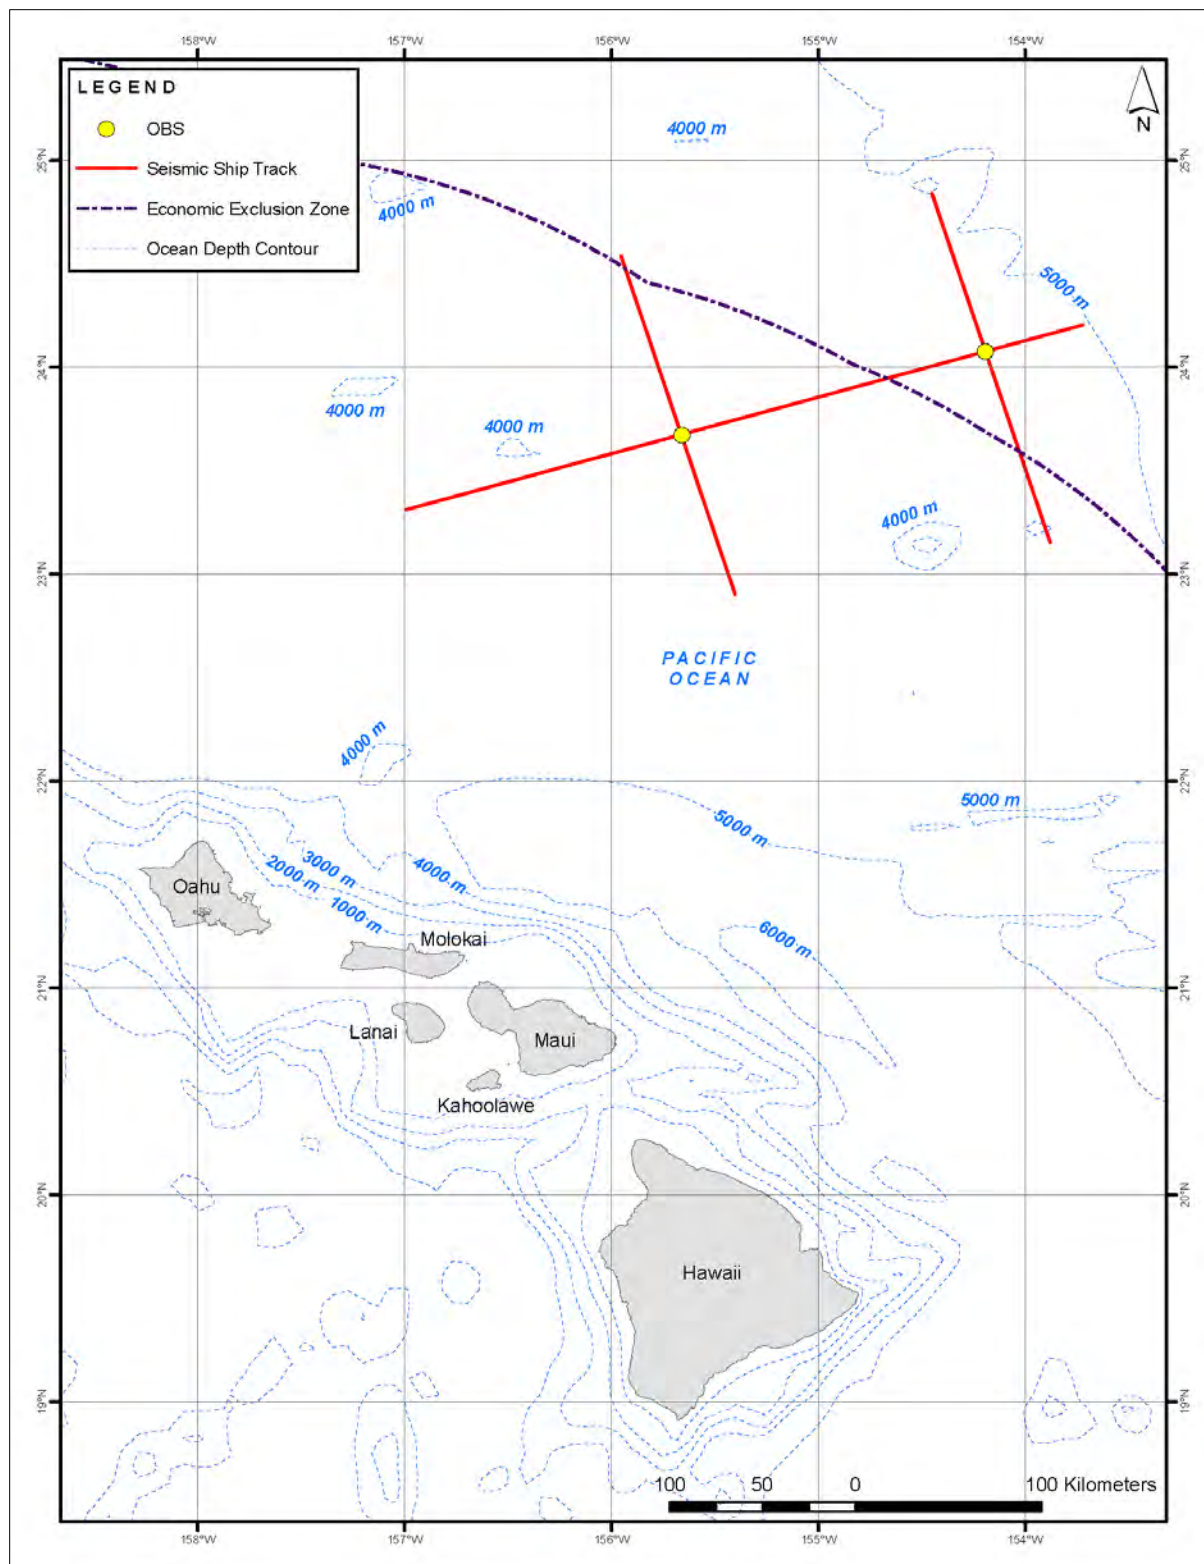 158°W 157°W 156°W 155°W 154°W
LEGEND
OBS
Seismic Ship Track
Economic Exclusion Zone
Ocean Depth Contour
N
4000 m
25°N 25°N
4000 m
5000 m
24°N 24°N
4000 m
4000 m
4000 m
23°N 23°N
PACIFIC
OCEAN
4000 m
22°N 22°N
5000 m
5000 m
4000 m
3000 m
2000 m
1000 m
Oahu
6000 m
Molokai
21°N 21°N
Lanai
Maui
Kahoolawe
20°N 20°N
Hawaii
19°N 19°N
100 50 0 100 Kilometers
158°W 157°W 156°W 155°W 154°W